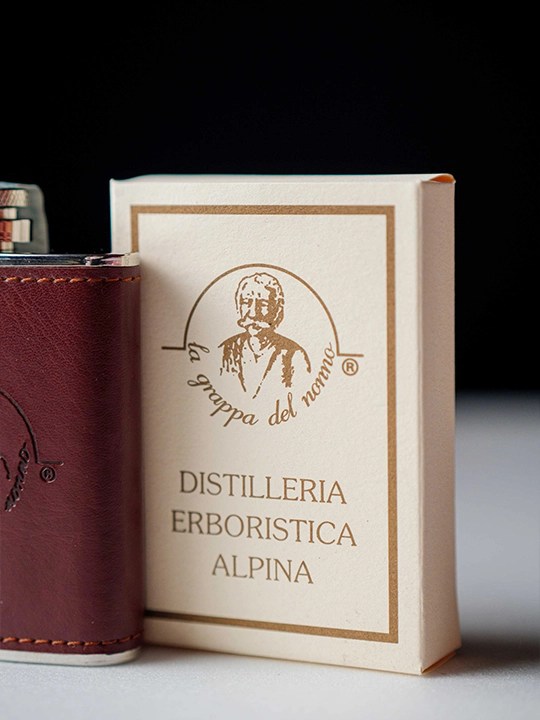 la grappa del nonno
®
DISTILLERIA
ERBORISTICA
ALPINA
®